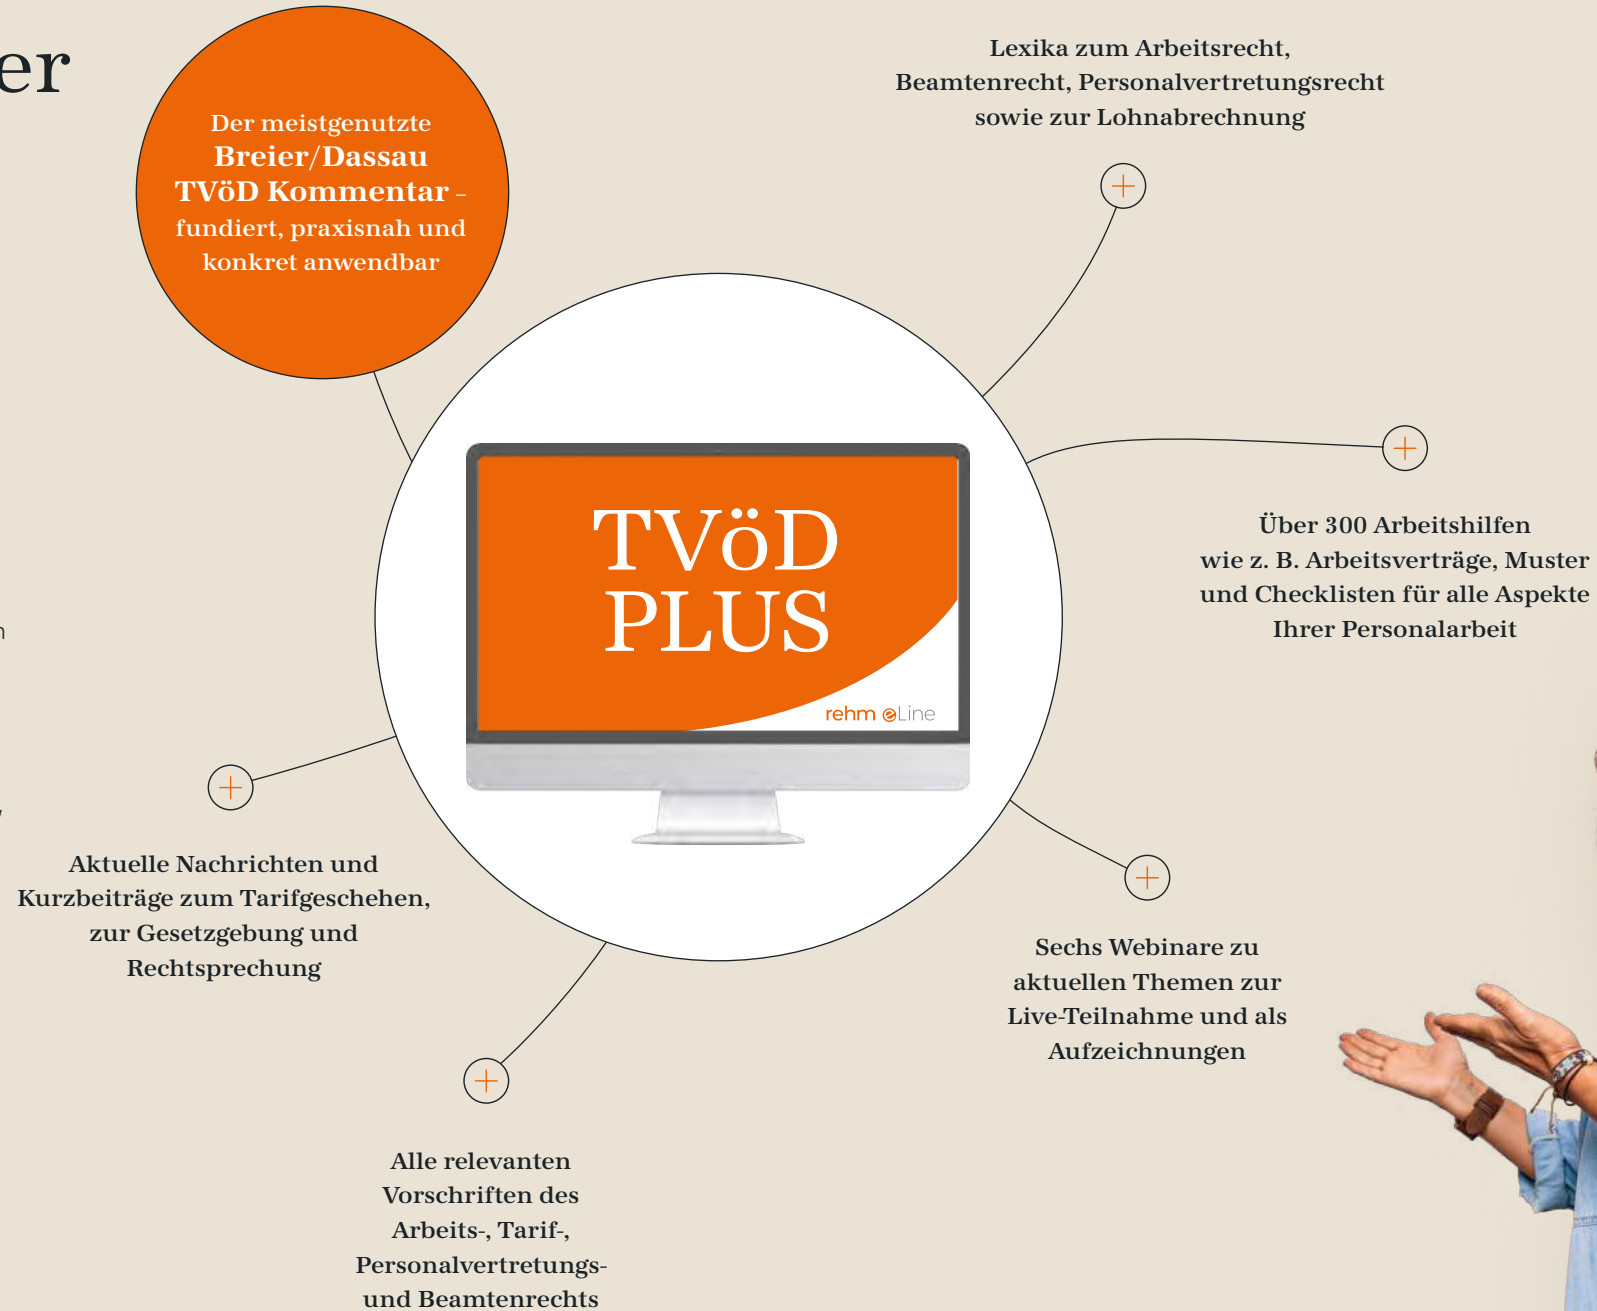 er
Der meistgenutzte
Breier/Dassau
TVöD Kommentar –
fundiert, praxisnah und
konkret anwendbar
Lexika zum Arbeitsrecht,
Beamtenrecht, Personalvertretungsrecht
sowie zur Lohnabrechnung
Über 300 Arbeitshilfen
wie z. B. Arbeitsverträge, Muster
und Checklisten für alle Aspekte
Ihrer Personalarbeit
TVöD
PLUS
rehm eLine
Aktuelle Nachrichten und
Kurzbeiträge zum Tarifgeschehen,
zur Gesetzgebung und
Rechtsprechung
Sechs Webinare zu
aktuellen Themen zur
Live-Teilnahme und als
Aufzeichnungen
Alle relevanten
Vorschriften des
Arbeits-, Tarif-,
Personalvertretungs-
und Beamtenrechts